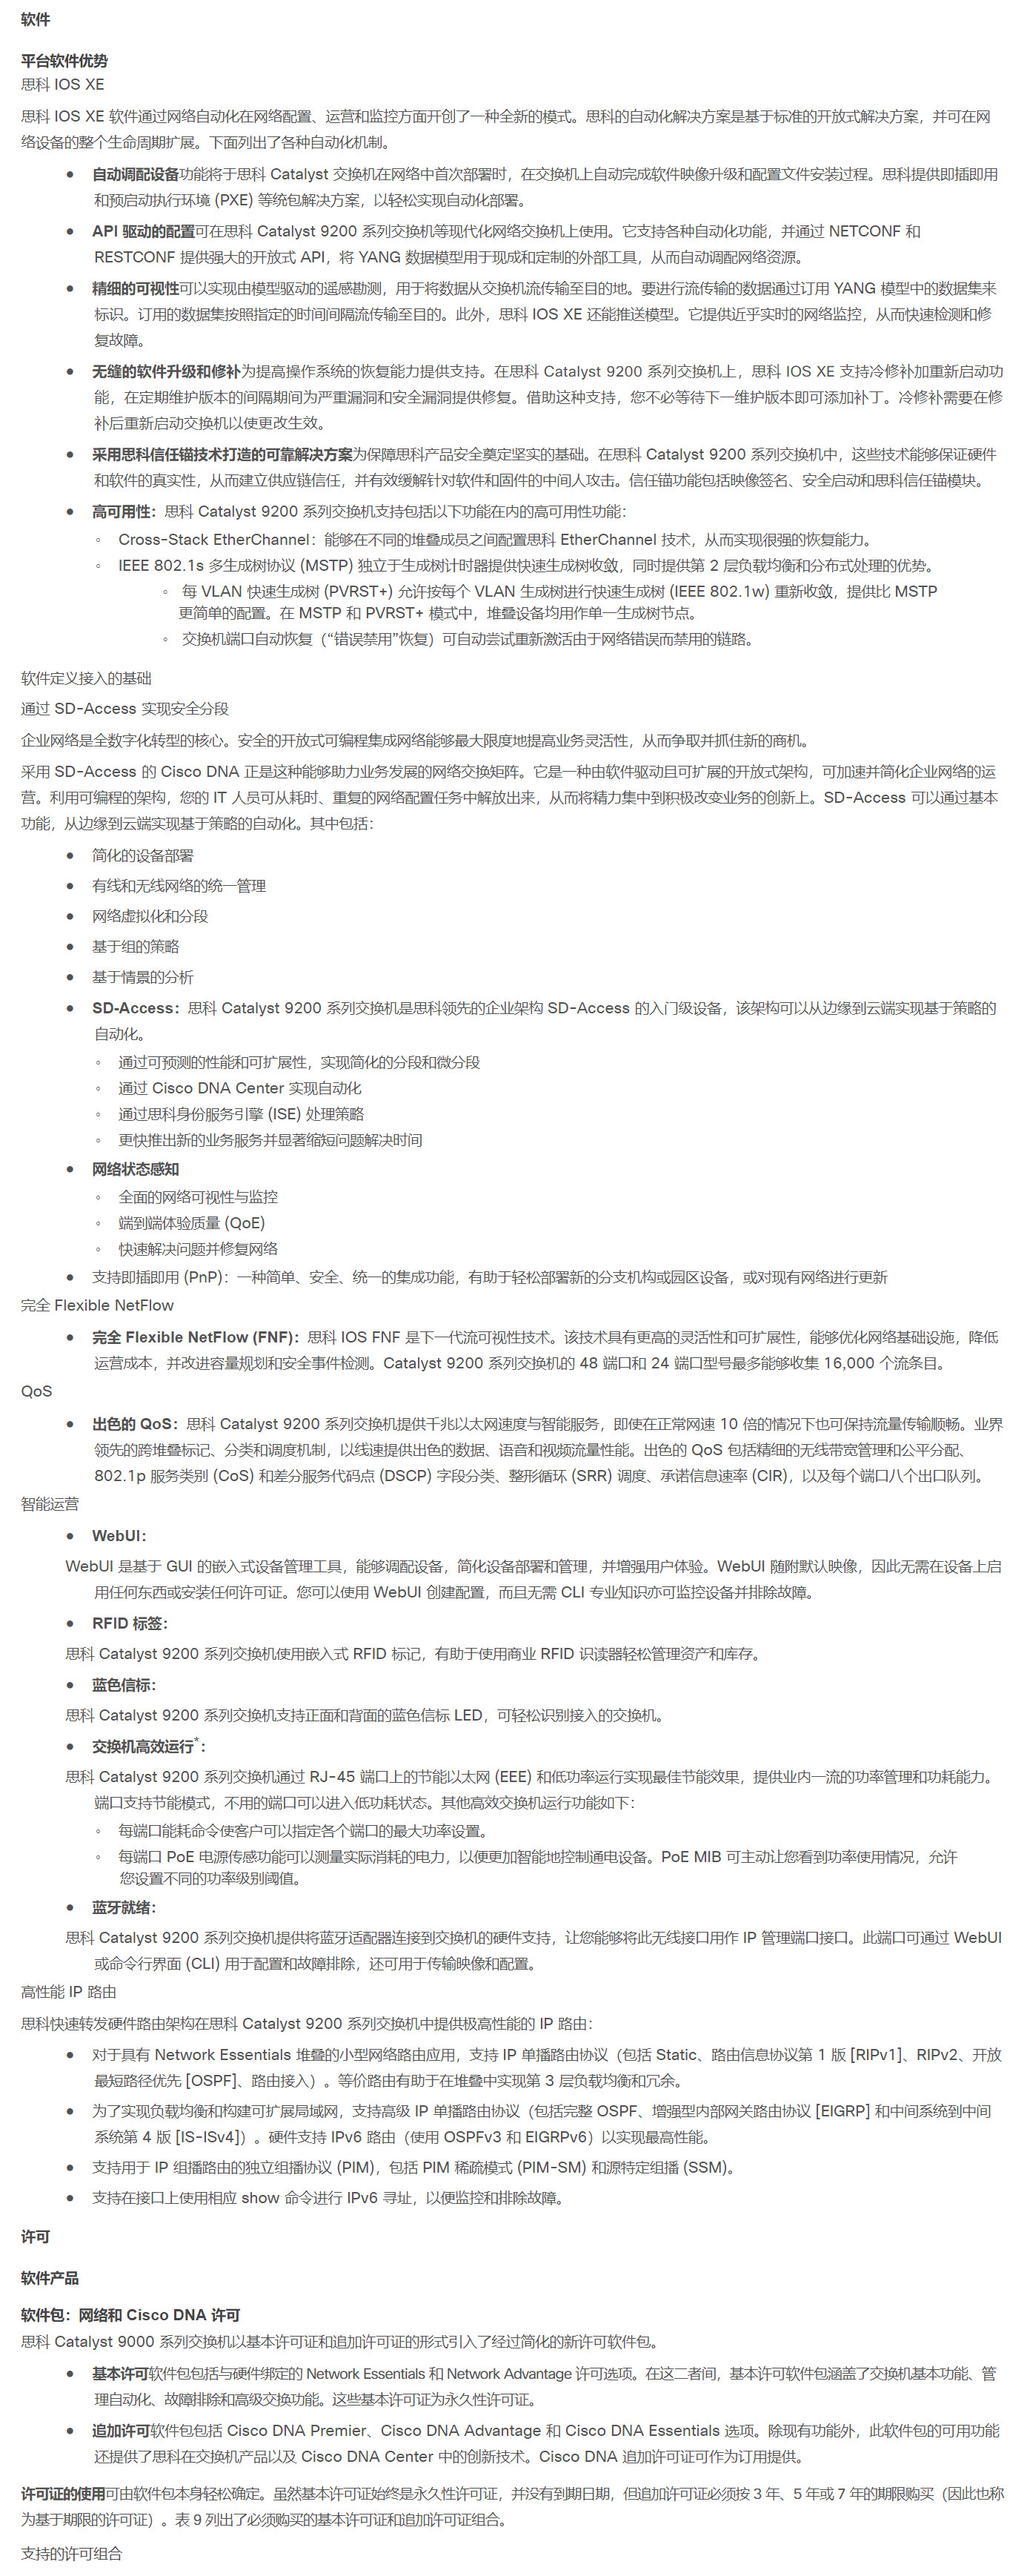 软件
平台软件优势
思科 IOS XE
思科 IOS XE 软件通过网络自动化在网络配置、运营和监控方面开创了一种全新的模式。思科的自动化解决方案是基于标准的开放式解决方案，并可在网
络设备的整个生命周期扩展。下面列出了各种自动化机制。
● 自动调配设备功能将于思科 Catalyst 交换机在网络中首次部署时，在交换机上自动完成软件映像升级和配置文件安装过程。思科提供即插即用
和预启动执行环境 (PXE) 等统包解决方案，以轻松实现自动化部署。
● API 驱动的配置可在思科 Catalyst 9200 系列交换机等现代化网络交换机上使用。它支持各种自动化功能，并通过 NETCONF 和
RESTCONF 提供强大的开放式 API，将 YANG 数据模型用于现成和定制的外部工具，从而自动调配网络资源。
● 精细的可视性可以实现由模型驱动的遥感勘测，用于将数据从交换机流传输至目的地。要进行流传输的数据通过订用 YANG 模型中的数据集来
标识。订用的数据集按照指定的时间间隔流传输至目的。此外，思科 IOS XE 还能推送模型。它提供近乎实时的网络监控，从而快速检测和修
复故障。
● 无缝的软件升级和修补为提高操作系统的恢复能力提供支持。在思科 Catalyst 9200 系列交换机上，思科 IOS XE 支持冷修补加重新启动功
能，在定期维护版本的间隔期间为严重漏洞和安全漏洞提供修复。借助这种支持，您不必等待下一维护版本即可添加补丁。冷修补需要在修
补后重新启动交换机以使更改生效。
● 采用思科信任锚技术打造的可靠解决方案为保障思科产品安全奠定坚实的基础。在思科 Catalyst 9200 系列交换机中，这些技术能够保证硬件
和软件的真实性，从而建立供应链信任，并有效缓解针对软件和固件的中间人攻击。信任锚功能包括映像签名、安全启动和思科信任锚模块。
● 高可用性：思科 Catalyst 9200 系列交换机支持包括以下功能在内的高可用性功能：
◦ Cross-Stack EtherChannel：能够在不同的堆叠成员之间配置思科 EtherChannel 技术，从而实现很强的恢复能力。
◦ IEEE 802.1s 多生成树协议 (MSTP) 独立于生成树计时器提供快速生成树收敛，同时提供第 2 层负载均衡和分布式处理的优势。
◦ 每 VLAN 快速生成树 (PVRST+) 允许按每个 VLAN 生成树进行快速生成树 (IEEE 802.1w) 重新收敛，提供比 MSTP
更简单的配置。在 MSTP 和 PVRST+ 模式中，堆叠设备均用作单一生成树节点。
◦ 交换机端口自动恢复（“错误禁用”恢复）可自动尝试重新激活由于网络错误而禁用的链路。
软件定义接入的基础
通过 SD-Access 实现安全分段
企业网络是全数字化转型的核心。安全的开放式可编程集成网络能够最大限度地提高业务灵活性，从而争取并抓住新的商机。
采用 SD-Access 的 Cisco DNA 正是这种能够助力业务发展的网络交换矩阵。它是一种由软件驱动且可扩展的开放式架构，可加速并简化企业网络的运
营。利用可编程的架构，您的 IT 人员可从耗时、重复的网络配置任务中解放出来，从而将精力集中到积极改变业务的创新上。SD-Access 可以通过基本
功能，从边缘到云端实现基于策略的自动化。其中包括：
● 简化的设备部署
● 有线和无线网络的统一管理
● 网络虚拟化和分段
● 基于组的策略
● 基于情景的分析
● SD-Access：思科 Catalyst 9200 系列交换机是思科领先的企业架构 SD-Access 的入门级设备，该架构可以从边缘到云端实现基于策略的
自动化。
◦ 通过可预测的性能和可扩展性，实现简化的分段和微分段
◦ 通过 Cisco DNA Center 实现自动化
◦ 通过思科身份服务引擎 (ISE) 处理策略
◦ 更快推出新的业务服务并显著缩短问题解决时间
● 网络状态感知
◦ 全面的网络可视性与监控
◦ 端到端体验质量 (QoE)
◦ 快速解决问题并修复网络
● 支持即插即用 (PnP)：一种简单、安全、统一的集成功能，有助于轻松部署新的分支机构或园区设备，或对现有网络进行更新
完全 Flexible NetFlow
● 完全 Flexible NetFlow (FNF)：思科 IOS FNF 是下一代流可视性技术。该技术具有更高的灵活性和可扩展性，能够优化网络基础设施，降低
运营成本，并改进容量规划和安全事件检测。Catalyst 9200 系列交换机的 48 端口和 24 端口型号最多能够收集 16,000 个流条目。
QoS
● 出色的 QoS：思科 Catalyst 9200 系列交换机提供千兆以太网速度与智能服务，即使在正常网速 10 倍的情况下也可保持流量传输顺畅。业界
领先的跨堆叠标记、分类和调度机制，以线速提供出色的数据、语音和视频流量性能。出色的 QoS 包括精细的无线带宽管理和公平分配、
802.1p 服务类别 (CoS) 和差分服务代码点 (DSCP) 字段分类、整形循环 (SRR) 调度、承诺信息速率 (CIR)，以及每个端口八个出口队列。
智能运营
● WebUI：
WebUI 是基于 GUI 的嵌入式设备管理工具，能够调配设备，简化设备部署和管理，并增强用户体验。WebUI 随附默认映像，因此无需在设备上启
用任何东西或安装任何许可证。您可以使用 WebUI 创建配置，而且无需 CLI 专业知识亦可监控设备并排除故障。
● RFID 标签：
思科 Catalyst 9200 系列交换机使用嵌入式 RFID 标记，有助于使用商业 RFID 识读器轻松管理资产和库存。
● 蓝色信标：
思科 Catalyst 9200 系列交换机支持正面和背面的蓝色信标 LED，可轻松识别接入的交换机。
● 交换机高效运行*：
思科 Catalyst 9200 系列交换机通过 RJ-45 端口上的节能以太网 (EEE) 和低功率运行实现最佳节能效果，提供业内一流的功率管理和功耗能力。
端口支持节能模式，不用的端口可以进入低功耗状态。其他高效交换机运行功能如下：
◦ 每端口能耗命令使客户可以指定各个端口的最大功率设置。
◦ 每端口 PoE 电源传感功能可以测量实际消耗的电力，以便更加智能地控制通电设备。PoE MIB 可主动让您看到功率使用情况，允许
您设置不同的功率级别阈值。
● 蓝牙就绪：
思科 Catalyst 9200 系列交换机提供将蓝牙适配器连接到交换机的硬件支持，让您能够将此无线接口用作 IP 管理端口接口。此端口可通过 WebUI
或命令行界面 (CLI) 用于配置和故障排除，还可用于传输映像和配置。
高性能 IP 路由
思科快速转发硬件路由架构在思科 Catalyst 9200 系列交换机中提供极高性能的 IP 路由：
● 对于具有 Network Essentials 堆叠的小型网络路由应用，支持 IP 单播路由协议（包括 Static、路由信息协议第 1 版 [RIPv1]、RIPv2、开放
最短路径优先 [OSPF]、路由接入）。等价路由有助于在堆叠中实现第 3 层负载均衡和冗余。
● 为了实现负载均衡和构建可扩展局域网，支持高级 IP 单播路由协议（包括完整 OSPF、增强型内部网关路由协议 [EIGRP] 和中间系统到中间
系统第 4 版 [IS-ISv4]）。硬件支持 IPv6 路由（使用 OSPFv3 和 EIGRPv6）以实现最高性能。
● 支持用于 IP 组播路由的独立组播协议 (PIM)，包括 PIM 稀疏模式 (PIM-SM) 和源特定组播 (SSM)。
● 支持在接口上使用相应 show 命令进行 IPv6 寻址，以便监控和排除故障。
许可
软件产品
软件包：网络和 Cisco DNA 许可
思科 Catalyst 9000 系列交换机以基本许可证和追加许可证的形式引入了经过简化的新许可软件包。
● 基本许可软件包包括与硬件绑定的 Network Essentials 和 Network Advantage 许可选项。在这二者间，基本许可软件包涵盖了交换机基本功能、管
理自动化、故障排除和高级交换功能。这些基本许可证为永久性许可证。
● 追加许可软件包包括 Cisco DNA Premier、Cisco DNA Advantage 和 Cisco DNA Essentials 选项。除现有功能外，此软件包的可用功能
还提供了思科在交换机产品以及 Cisco DNA Center 中的创新技术。Cisco DNA 追加许可证可作为订用提供。
许可证的使用可由软件包本身轻松确定。虽然基本许可证始终是永久性许可证，并没有到期日期，但追加许可证必须按 3 年、5 年或 7 年的期限购买（因此也称
为基于期限的许可证）。表 9 列出了必须购买的基本许可证和追加许可证组合。
支持的许可组合